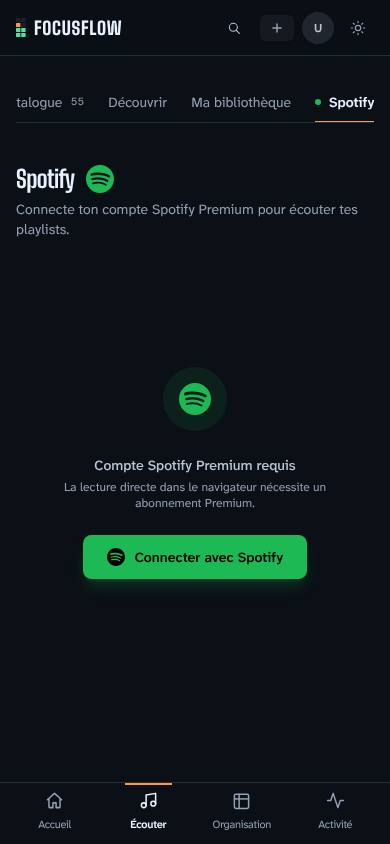 FOCUSFLOW
U
talogue 55 Découvrir Ma bibliothèque Spotify
Spotify
Connecte ton compte Spotify Premium pour écouter tes
playlists.
Compte Spotify Premium requis
La lecture directe dans le navigateur nécessite un
abonnement Premium.
Connecter avec Spotify
Accueil Écouter Organisation Activité